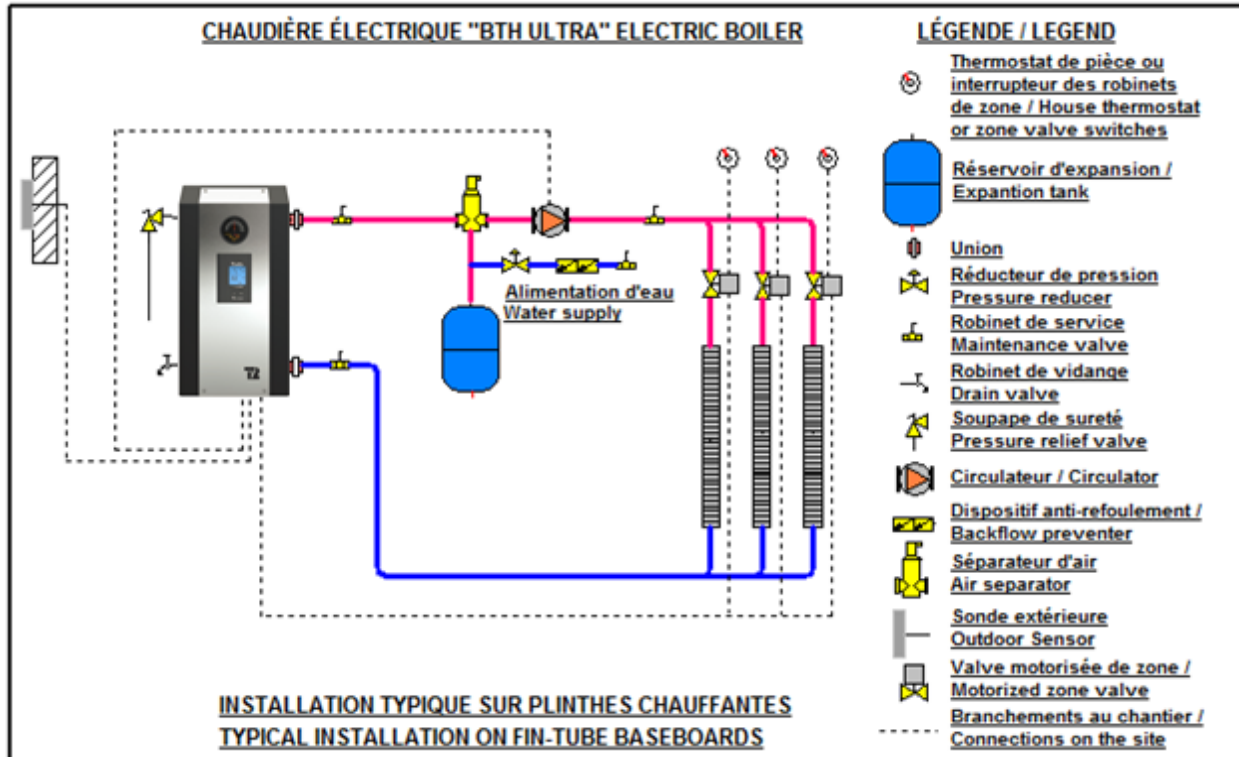 CHAUDIÈRE ÉLECTRIQUE "BTH ULTRA" ELECTRIC BOILER
Alimentation d'eau
Water supply
T2
INSTALLATION TYPIQUE SUR PLINTHES CHAUFFANTES
TYPICAL INSTALLATION ON FIN-TUBE BASEBOARDS
LÉGENDE / LEGEND
Thermostat de pièce ou
interrupteur des robinets
de zone / House thermostat
or zone valve switches
Réservoir d'expansion /
Expantion tank
Union
Réducteur de pression
Pressure reducer
Robinet de service
Maintenance valve
Robinet de vidange
Drain valve
Soupape de sureté
Pressure relief valve
Circulateur / Circulator
Dispositif anti-refoulement /
Backflow preventer
Séparateur d'air
Air separator
Sonde extérieure
Outdoor Sensor
Valve motorisée de zone /
Motorized zone valve
Branchements au chantier /
Connections on the site